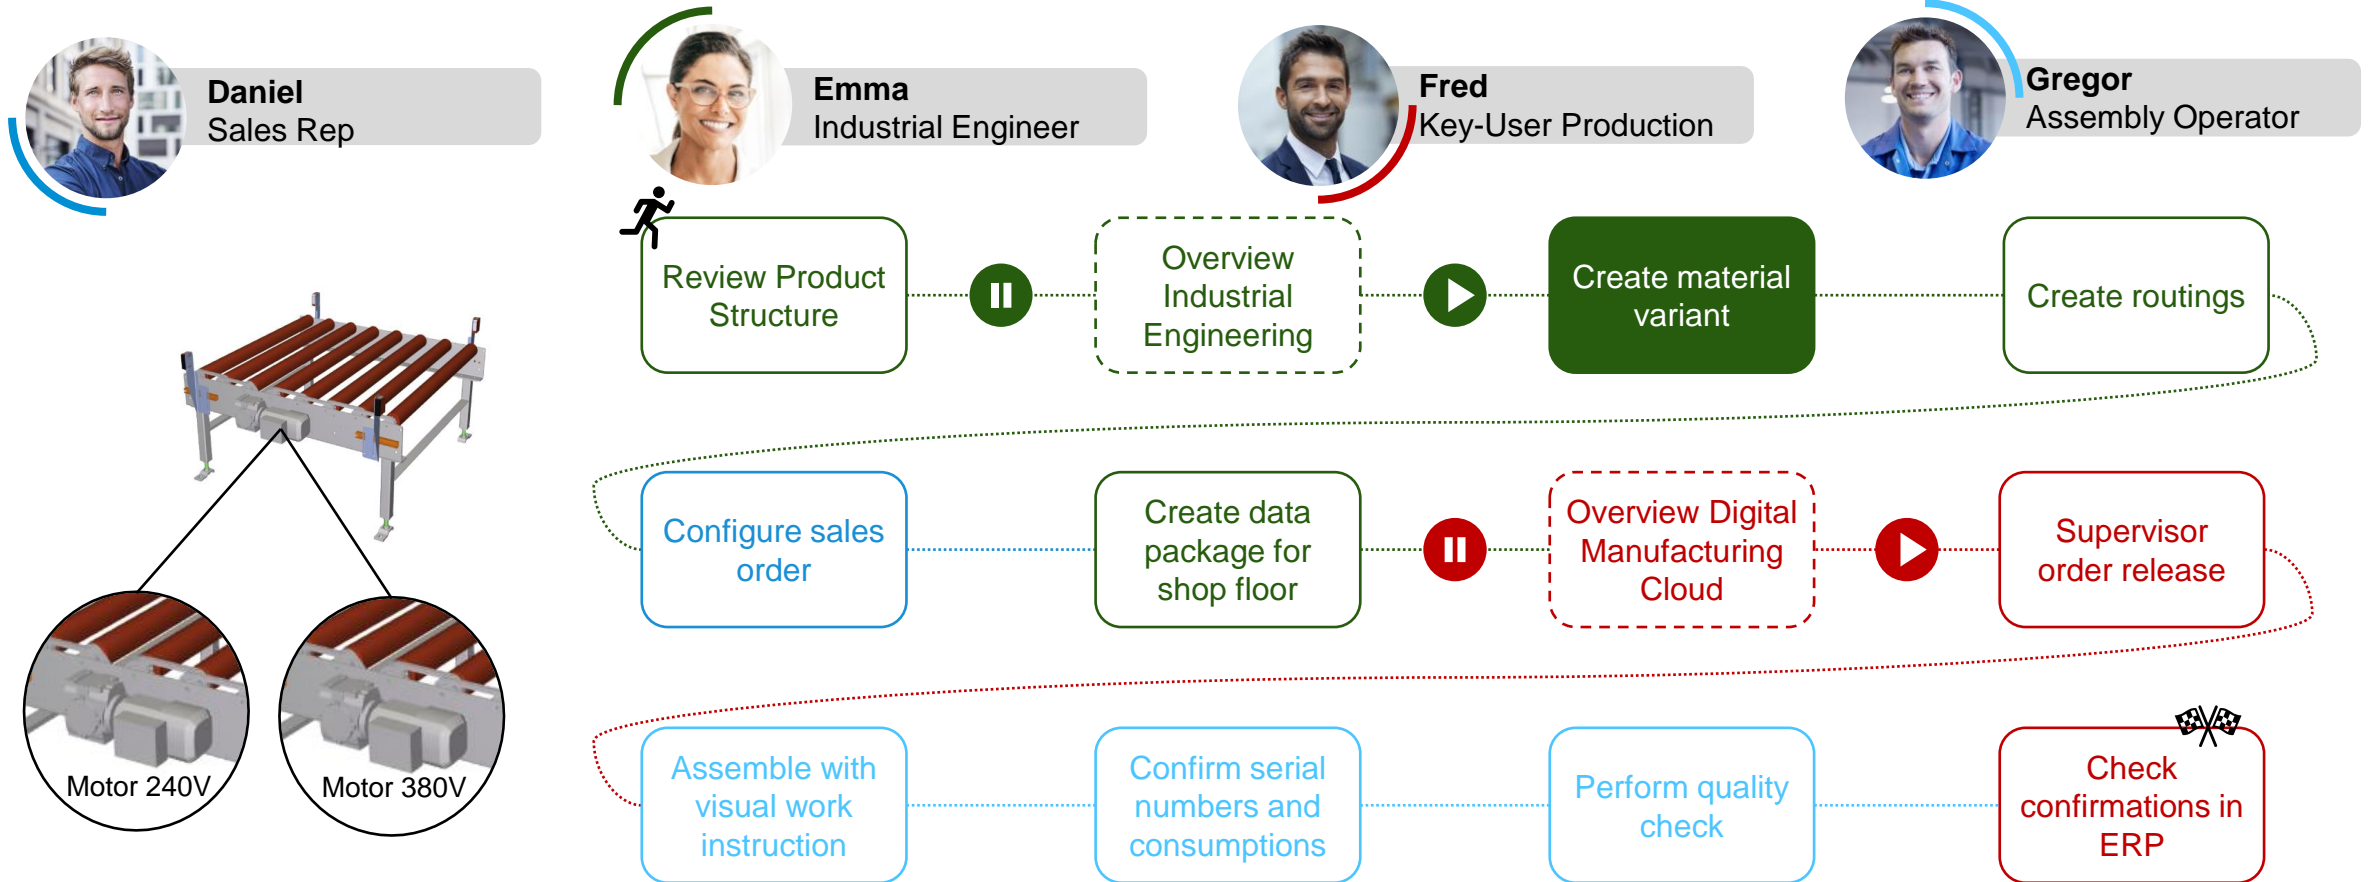 Daniel
Sales Rep
Emma
Industrial Engineer
Fred
Key-User Production
Gregor
Assembly Operator
Review Product
Structure
Overview
Industrial
Engineering
Create material
variant
Create routings
Configure sales
order
Create data
package for
shop floor
Overview Digital
Manufacturing
Cloud
Supervisor
order release
Motor 240V
Motor 380V
Assemble with
visual work
instruction
Confirm serial
numbers and
consumptions
Perform quality
check
Check
confirmations in
ERP